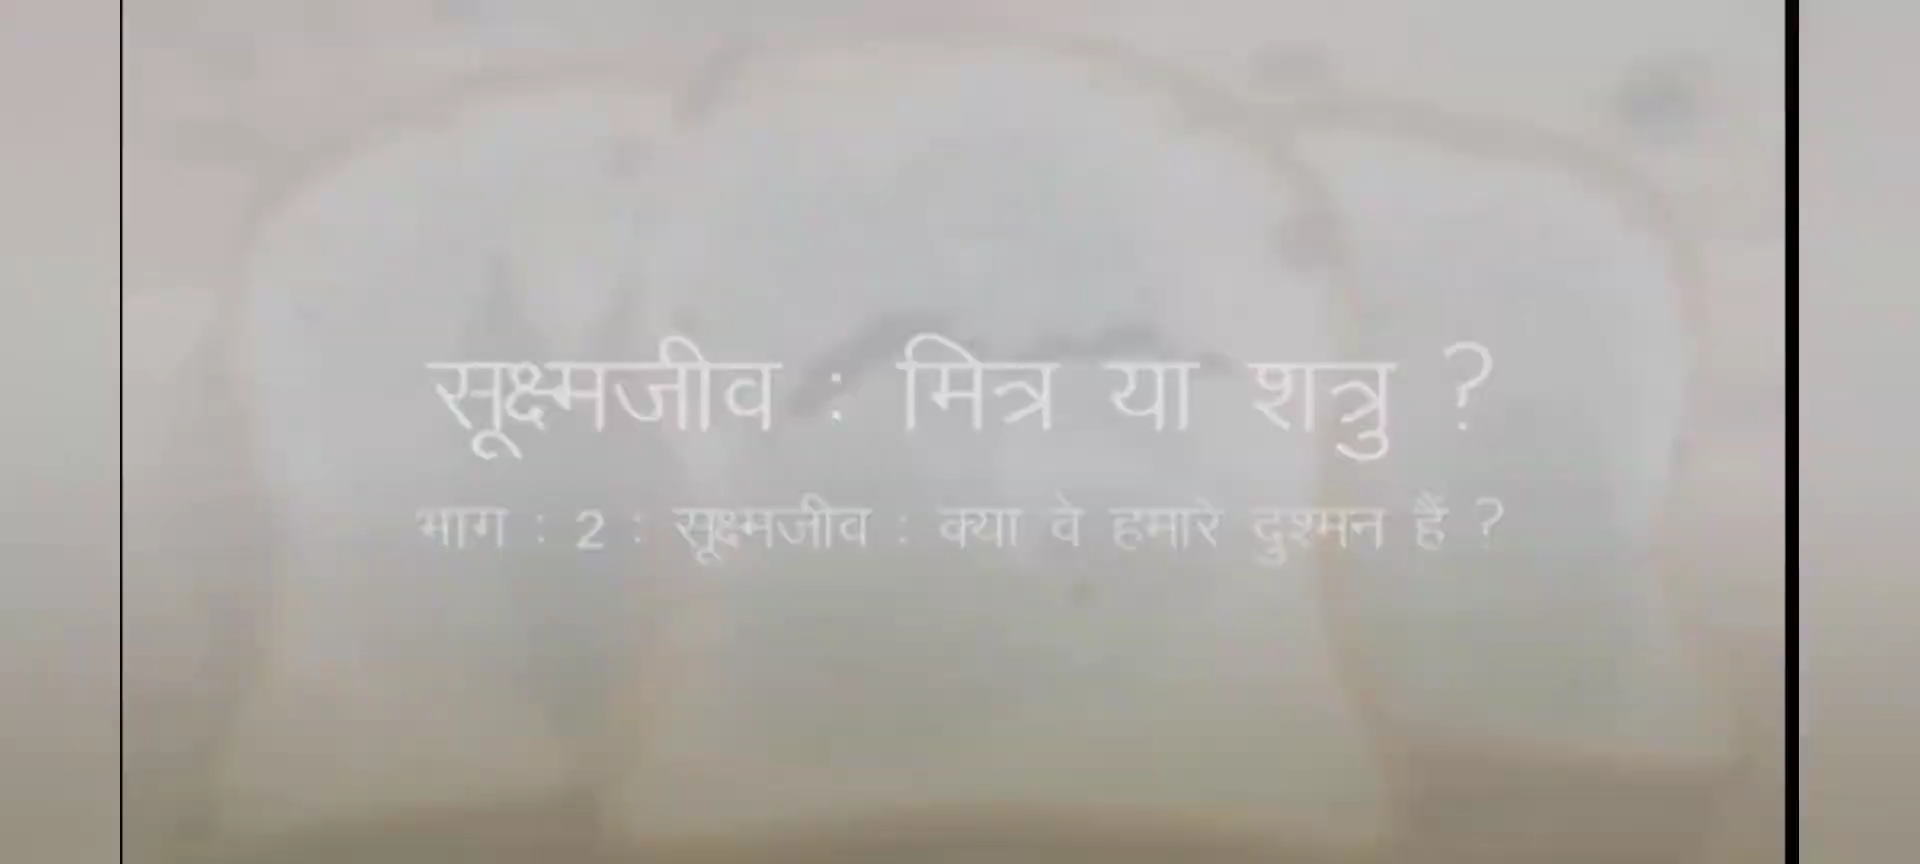 सूक्ष्मजीव : मित्र या शत्रु ?
भाग : 2 : सूक्ष्मजीव : क्या वे हमारे दुश्मन हैं ?